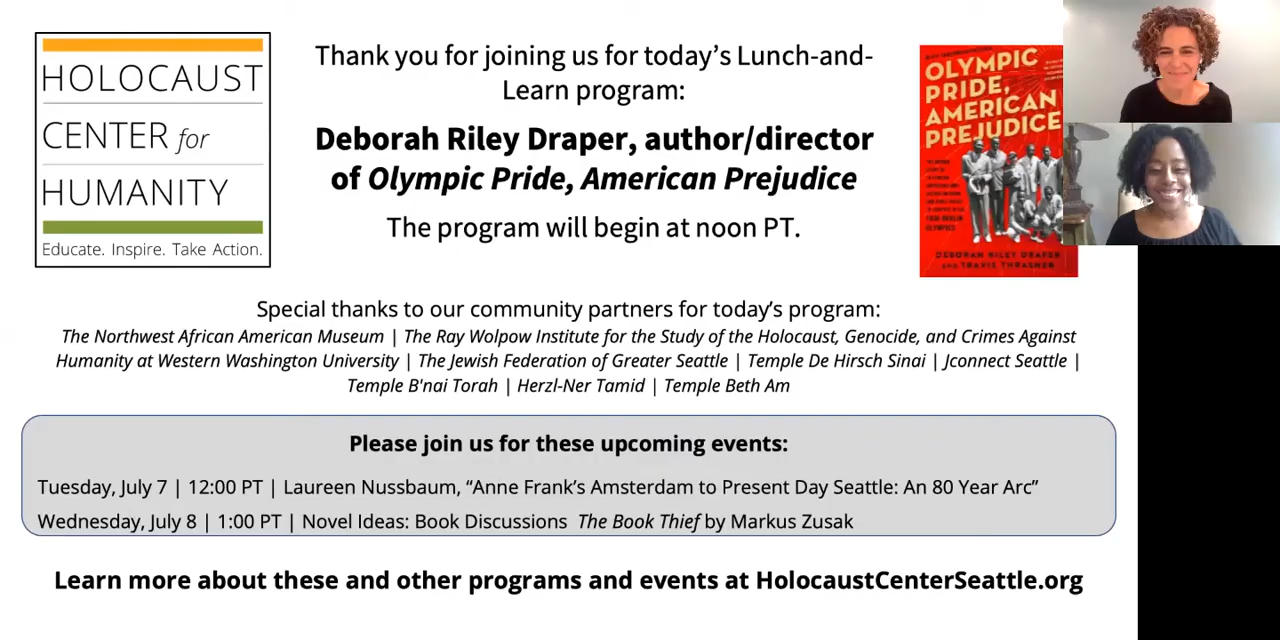 HOLOCAUST
CENTER for
HUMANITY
Educate. Inspire. Take Action.
Thank you for joining us for today’s Lunch-and-
Learn program:
Deborah Riley Draper, author/director
of Olympic Pride, American Prejudice
The program will begin at noon PT.
OLYMPIC
PRIDE,
AMERICAN
PREJUDICE
DEBORAH RILEY DRAPER
AND TRAVIS THRASHER
Special thanks to our community partners for today’s program:
The Northwest African American Museum | The Ray Wolpow Institute for the Study of the Holocaust, Genocide, and Crimes Against
Humanity at Western Washington University | The Jewish Federation of Greater Seattle | Temple De Hirsch Sinai | Jconnect Seattle |
Temple B'nai Torah | Herzl-Ner Tamid | Temple Beth Am
Please join us for these upcoming events:
Tuesday, July 7 | 12:00 PT | Laureen Nussbaum, “Anne Frank’s Amsterdam to Present Day Seattle: An 80 Year Arc”
Wednesday, July 8 | 1:00 PT | Novel Ideas: Book Discussions The Book Thief by Markus Zusak
Learn more about these and other programs and events at HolocaustCenterSeattle.org